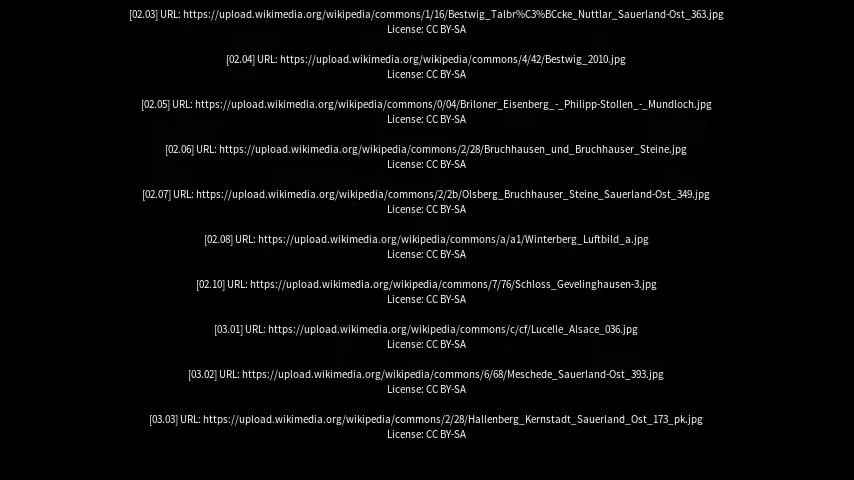 [02.03] URL: https://upload.wikimedia.org/wikipedia/commons/1/16/Bestwig_Talbr%C3%BCcke_Nuttlar_Sauerland-Ost_363.jpg
License: CC BY-SA
[02.04] URL: https://upload.wikimedia.org/wikipedia/commons/4/42/Bestwig_2010.jpg
License: CC BY-SA
[02.05] URL: https://upload.wikimedia.org/wikipedia/commons/0/04/Briloner_Eisenberg_-_Philipp-Stollen_-_Mundloch.jpg
License: CC BY-SA
[02.06] URL: https://upload.wikimedia.org/wikipedia/commons/2/28/Bruchhausen_und_Bruchhauser_Steine.jpg
License: CC BY-SA
[02.07] URL: https://upload.wikimedia.org/wikipedia/commons/2/2b/Olsberg_Bruchhauser_Steine_Sauerland-Ost_349.jpg
License: CC BY-SA
[02.08] URL: https://upload.wikimedia.org/wikipedia/commons/a/a1/Winterberg_Luftbild_a.jpg
License: CC BY-SA
[02.10] URL: https://upload.wikimedia.org/wikipedia/commons/7/76/Schloss_Gevelinghausen-3.jpg
License: CC BY-SA
[03.01] URL: https://upload.wikimedia.org/wikipedia/commons/c/cf/Lucelle_Alsace_036.jpg
License: CC BY-SA
[03.02] URL: https://upload.wikimedia.org/wikipedia/commons/6/68/Meschede_Sauerland-Ost_393.jpg
License: CC BY-SA
[03.03] URL: https://upload.wikimedia.org/wikipedia/commons/2/28/Hallenberg_Kernstadt_Sauerland_Ost_173_pk.jpg
License: CC BY-SA